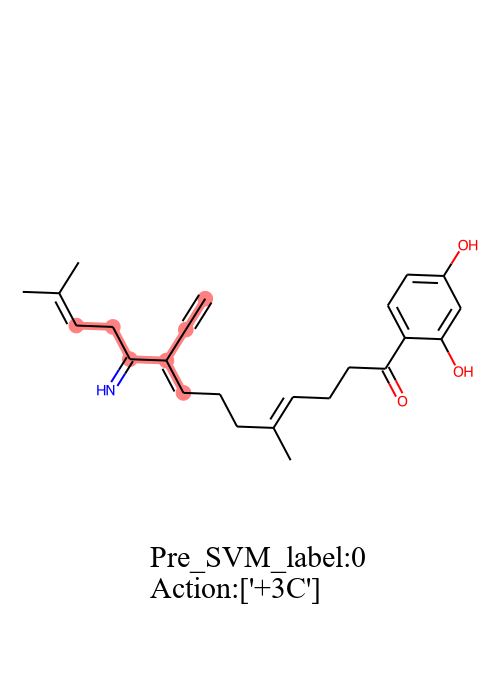 OH
HN
OH
O
Pre_SVM_label:0
Action:['+3C']